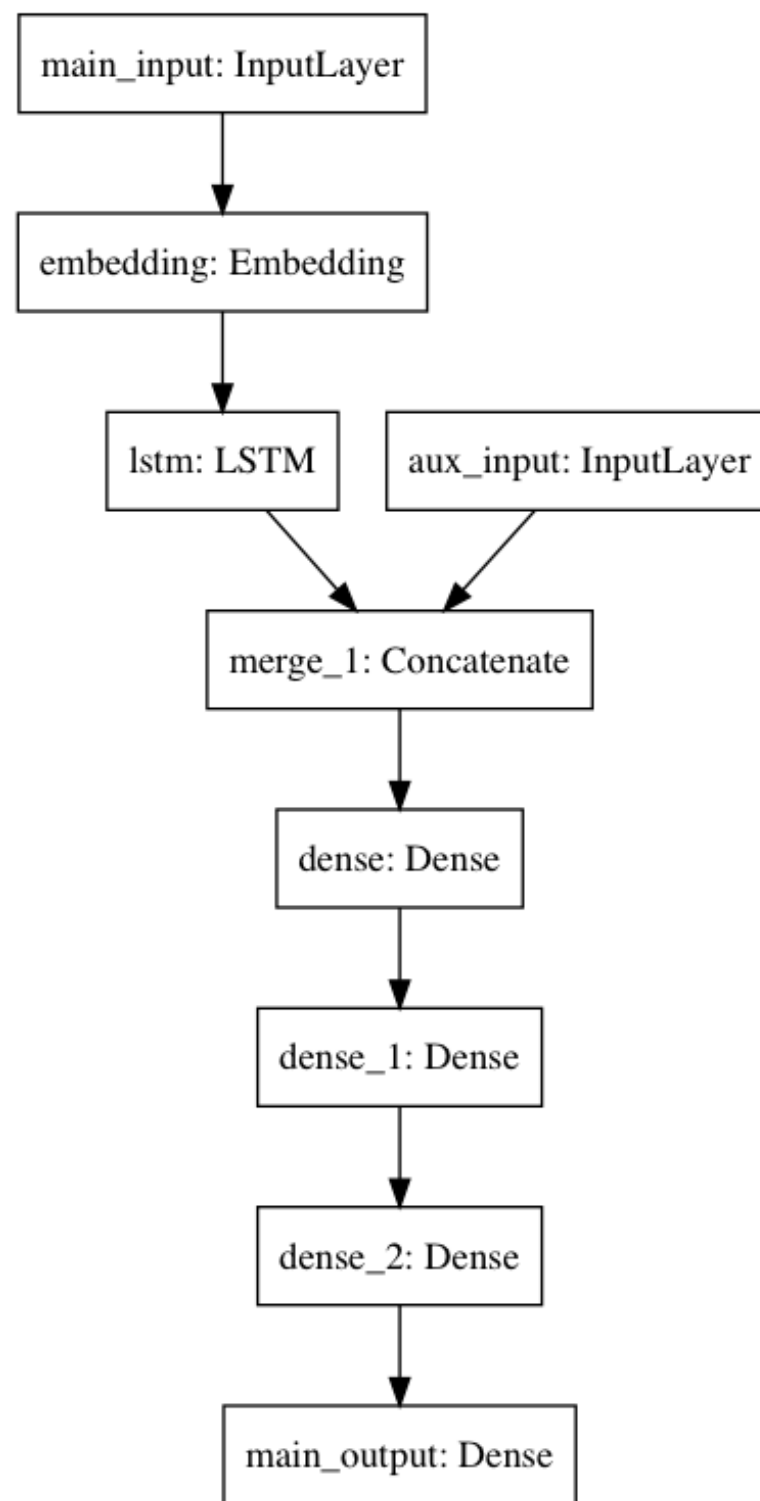 main_input: InputLayer
embedding: Embedding
lstm: LSTM
aux_input: InputLayer
merge_1: Concatenate
dense: Dense
dense_1: Dense
dense_2: Dense
main_output: Dense